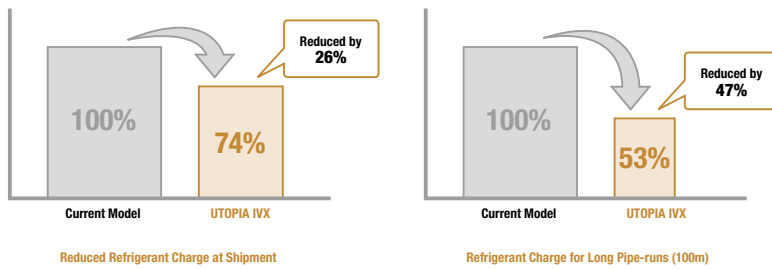 Reduced by
26%
100%
74%
Current Model
UTOPIA IVX
Reduced Refrigerant Charge at Shipment
Reduced by
47%
100%
53%
Current Model
UTOPIA IVX
Refrigerant Charge for Long Pipe-runs (100m)